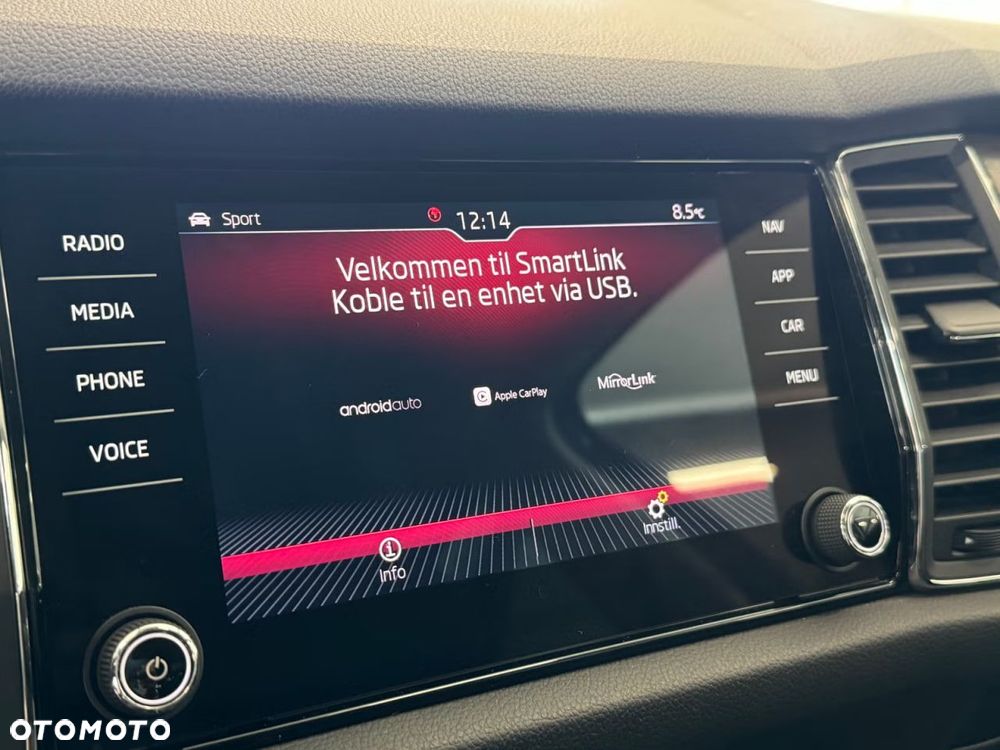 Sport
12:14
8.5°C
RADIO
MEDIA
PHONE
VOICE
Velkommen til SmartLink
Koble til en enhet via USB.
androidauto
Apple CarPlay
MirrorLink
Info
Innstill.
NAV
APP
CAR
MENU
OTOMOTO